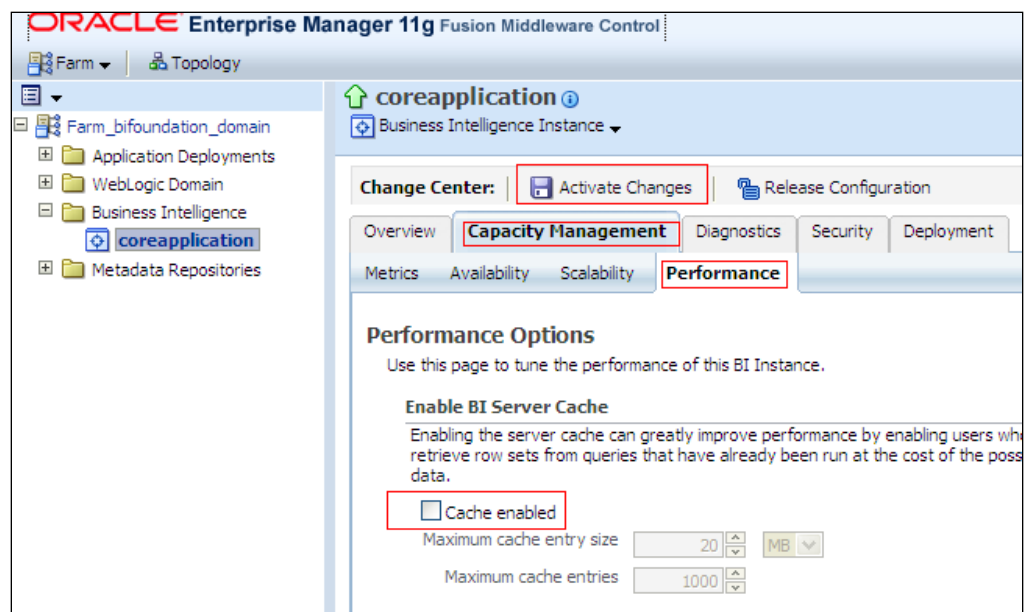 ORACLE Enterprise Manager 11g Fusion Middleware Control
Farm Topology
coreapplication
Business Intelligence Instance
Farm_bifoundation_domain
Application Deployments
WebLogic Domain
Business Intelligence
coreapplication
Metadata Repositories
Change Center: Activate Changes Release Configuration
Overview Capacity Management Diagnostics Security Deployment
Metrics Availability Scalability Performance
Performance Options
Use this page to tune the performance of this BI Instance.
Enable BI Server Cache
Enabling the server cache can greatly improve performance by enabling users
retrieve row sets from queries that have already been run at the cost of the
data.
Cache enabled
Maximum cache entry size 20 MB
Maximum cache entries 1000